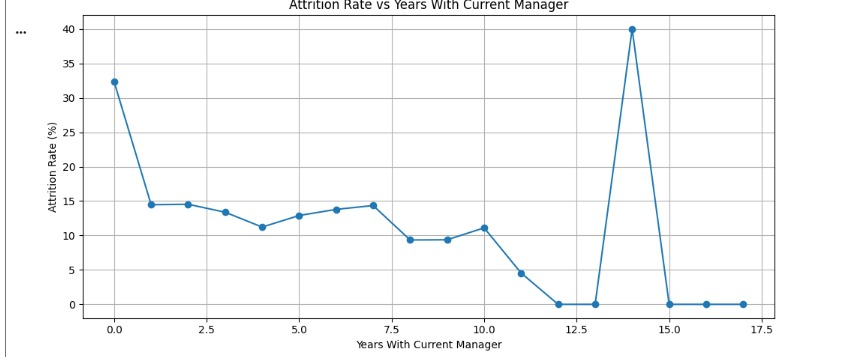 Attrition Rate vs Years With Current Manager
...
40
35
30
25
20
15
10
5
0
Attrition Rate (%)
0.0 2.5 5.0 7.5 10.0 12.5 15.0 17.5
Years With Current Manager